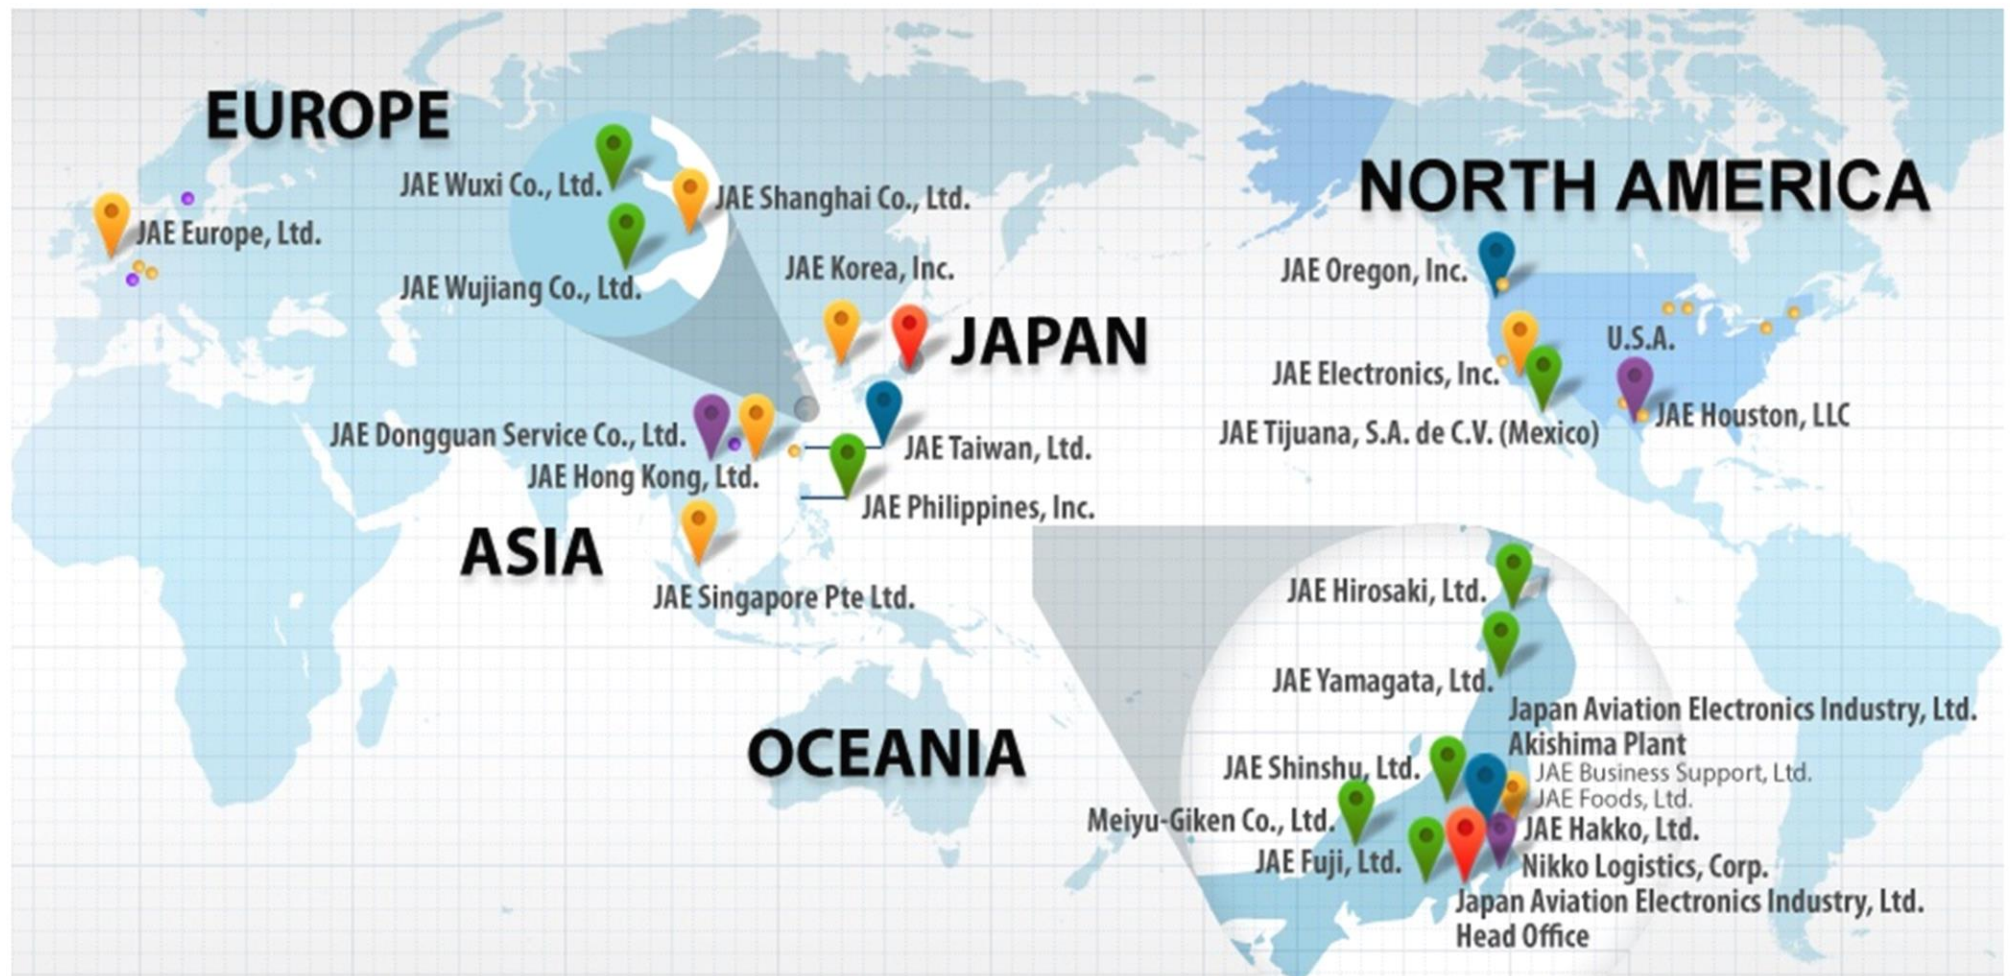 EUROPE
JAE Wuxi Co., Ltd.
JAE Shanghai Co., Ltd.
JAE Europe, Ltd.
JAE Wujiang Co., Ltd.
JAE Korea, Inc.
JAPAN
JAE Dongguan Service Co., Ltd.
JAE Hong Kong, Ltd.
JAE Taiwan, Ltd.
JAE Philippines, Inc.
ASIA
JAE Singapore Pte Ltd.
OCEANIA
NORTH AMERICA
JAE Oregon, Inc.
U.S.A.
JAE Electronics, Inc.
JAE Houston, LLC
JAE Tijuana, S.A. de C.V. (Mexico)
JAE Hirosaki, Ltd.
JAE Yamagata, Ltd.
Japan Aviation Electronics Industry, Ltd.
Akishima Plant
JAE Shinshu, Ltd.
JAE Business Support, Ltd.
JAE Foods, Ltd.
Meiyu-Giken Co., Ltd.
JAE Hakko, Ltd.
JAE Fuji, Ltd.
Nikko Logistics, Corp.
Japan Aviation Electronics Industry, Ltd.
Head Office